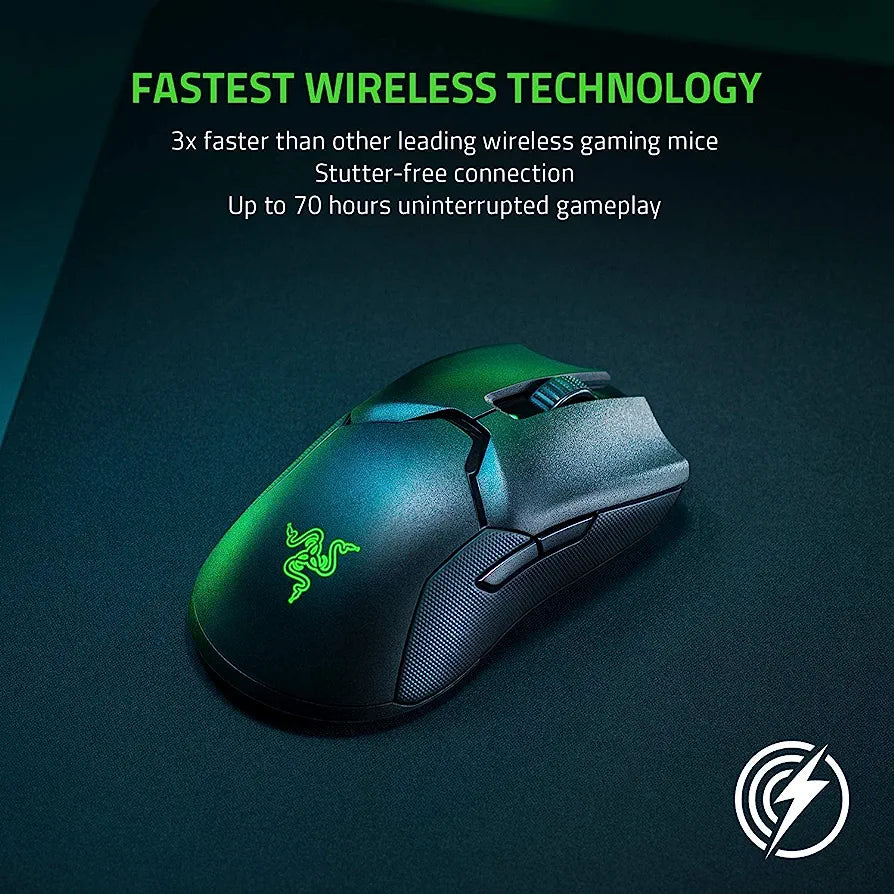 FASTEST WIRELESS TECHNOLOGY
3x faster than other leading wireless gaming mice
Stutter-free connection
Up to 70 hours uninterrupted gameplay